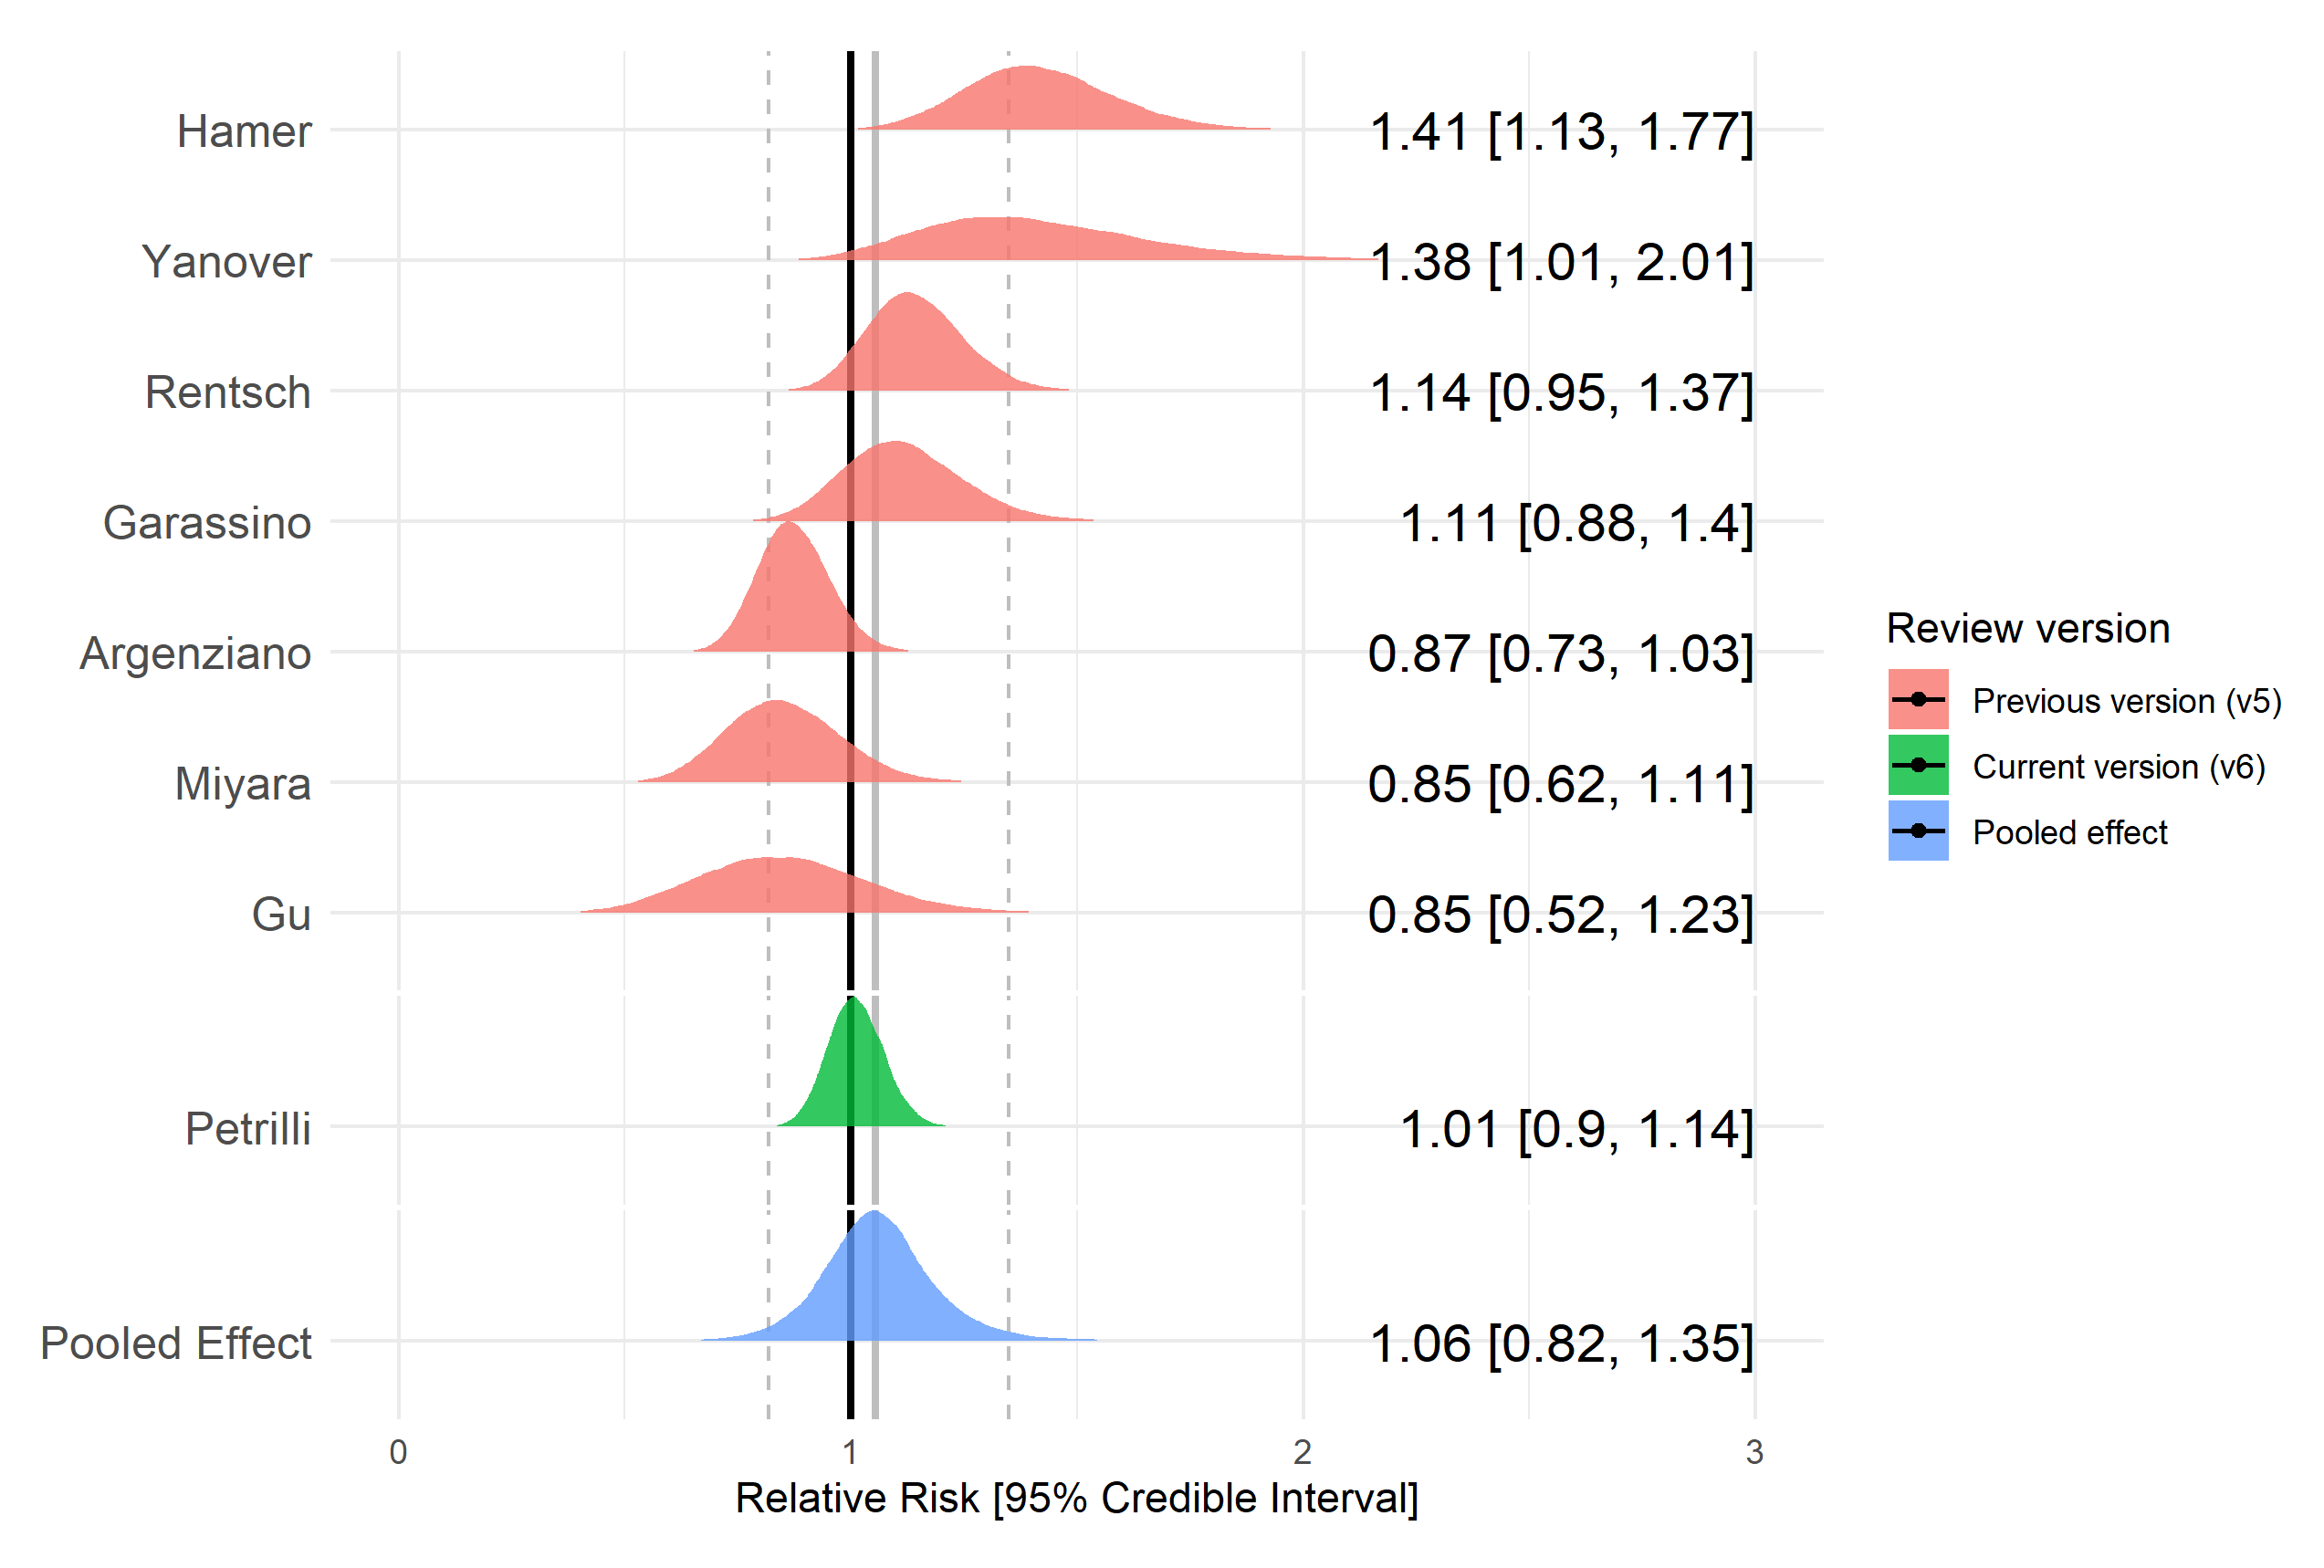 Hamer 1.41 [1.13, 1.77]
Yanover 1.38 [1.01, 2.01]
Rentsch 1.14 [0.95, 1.37]
Garassino 1.11 [0.88, 1.4]
Argenziano 0.87 [0.73, 1.03]
Miyara 0.85 [0.62, 1.11]
Gu 0.85 [0.52, 1.23]
Petrilli 1.01 [0.9, 1.14]
Pooled Effect 1.06 [0.82, 1.35]
0 1 2 3
Relative Risk [95% Credible Interval]
Review version
Previous version (v5)
Current version (v6)
Pooled effect